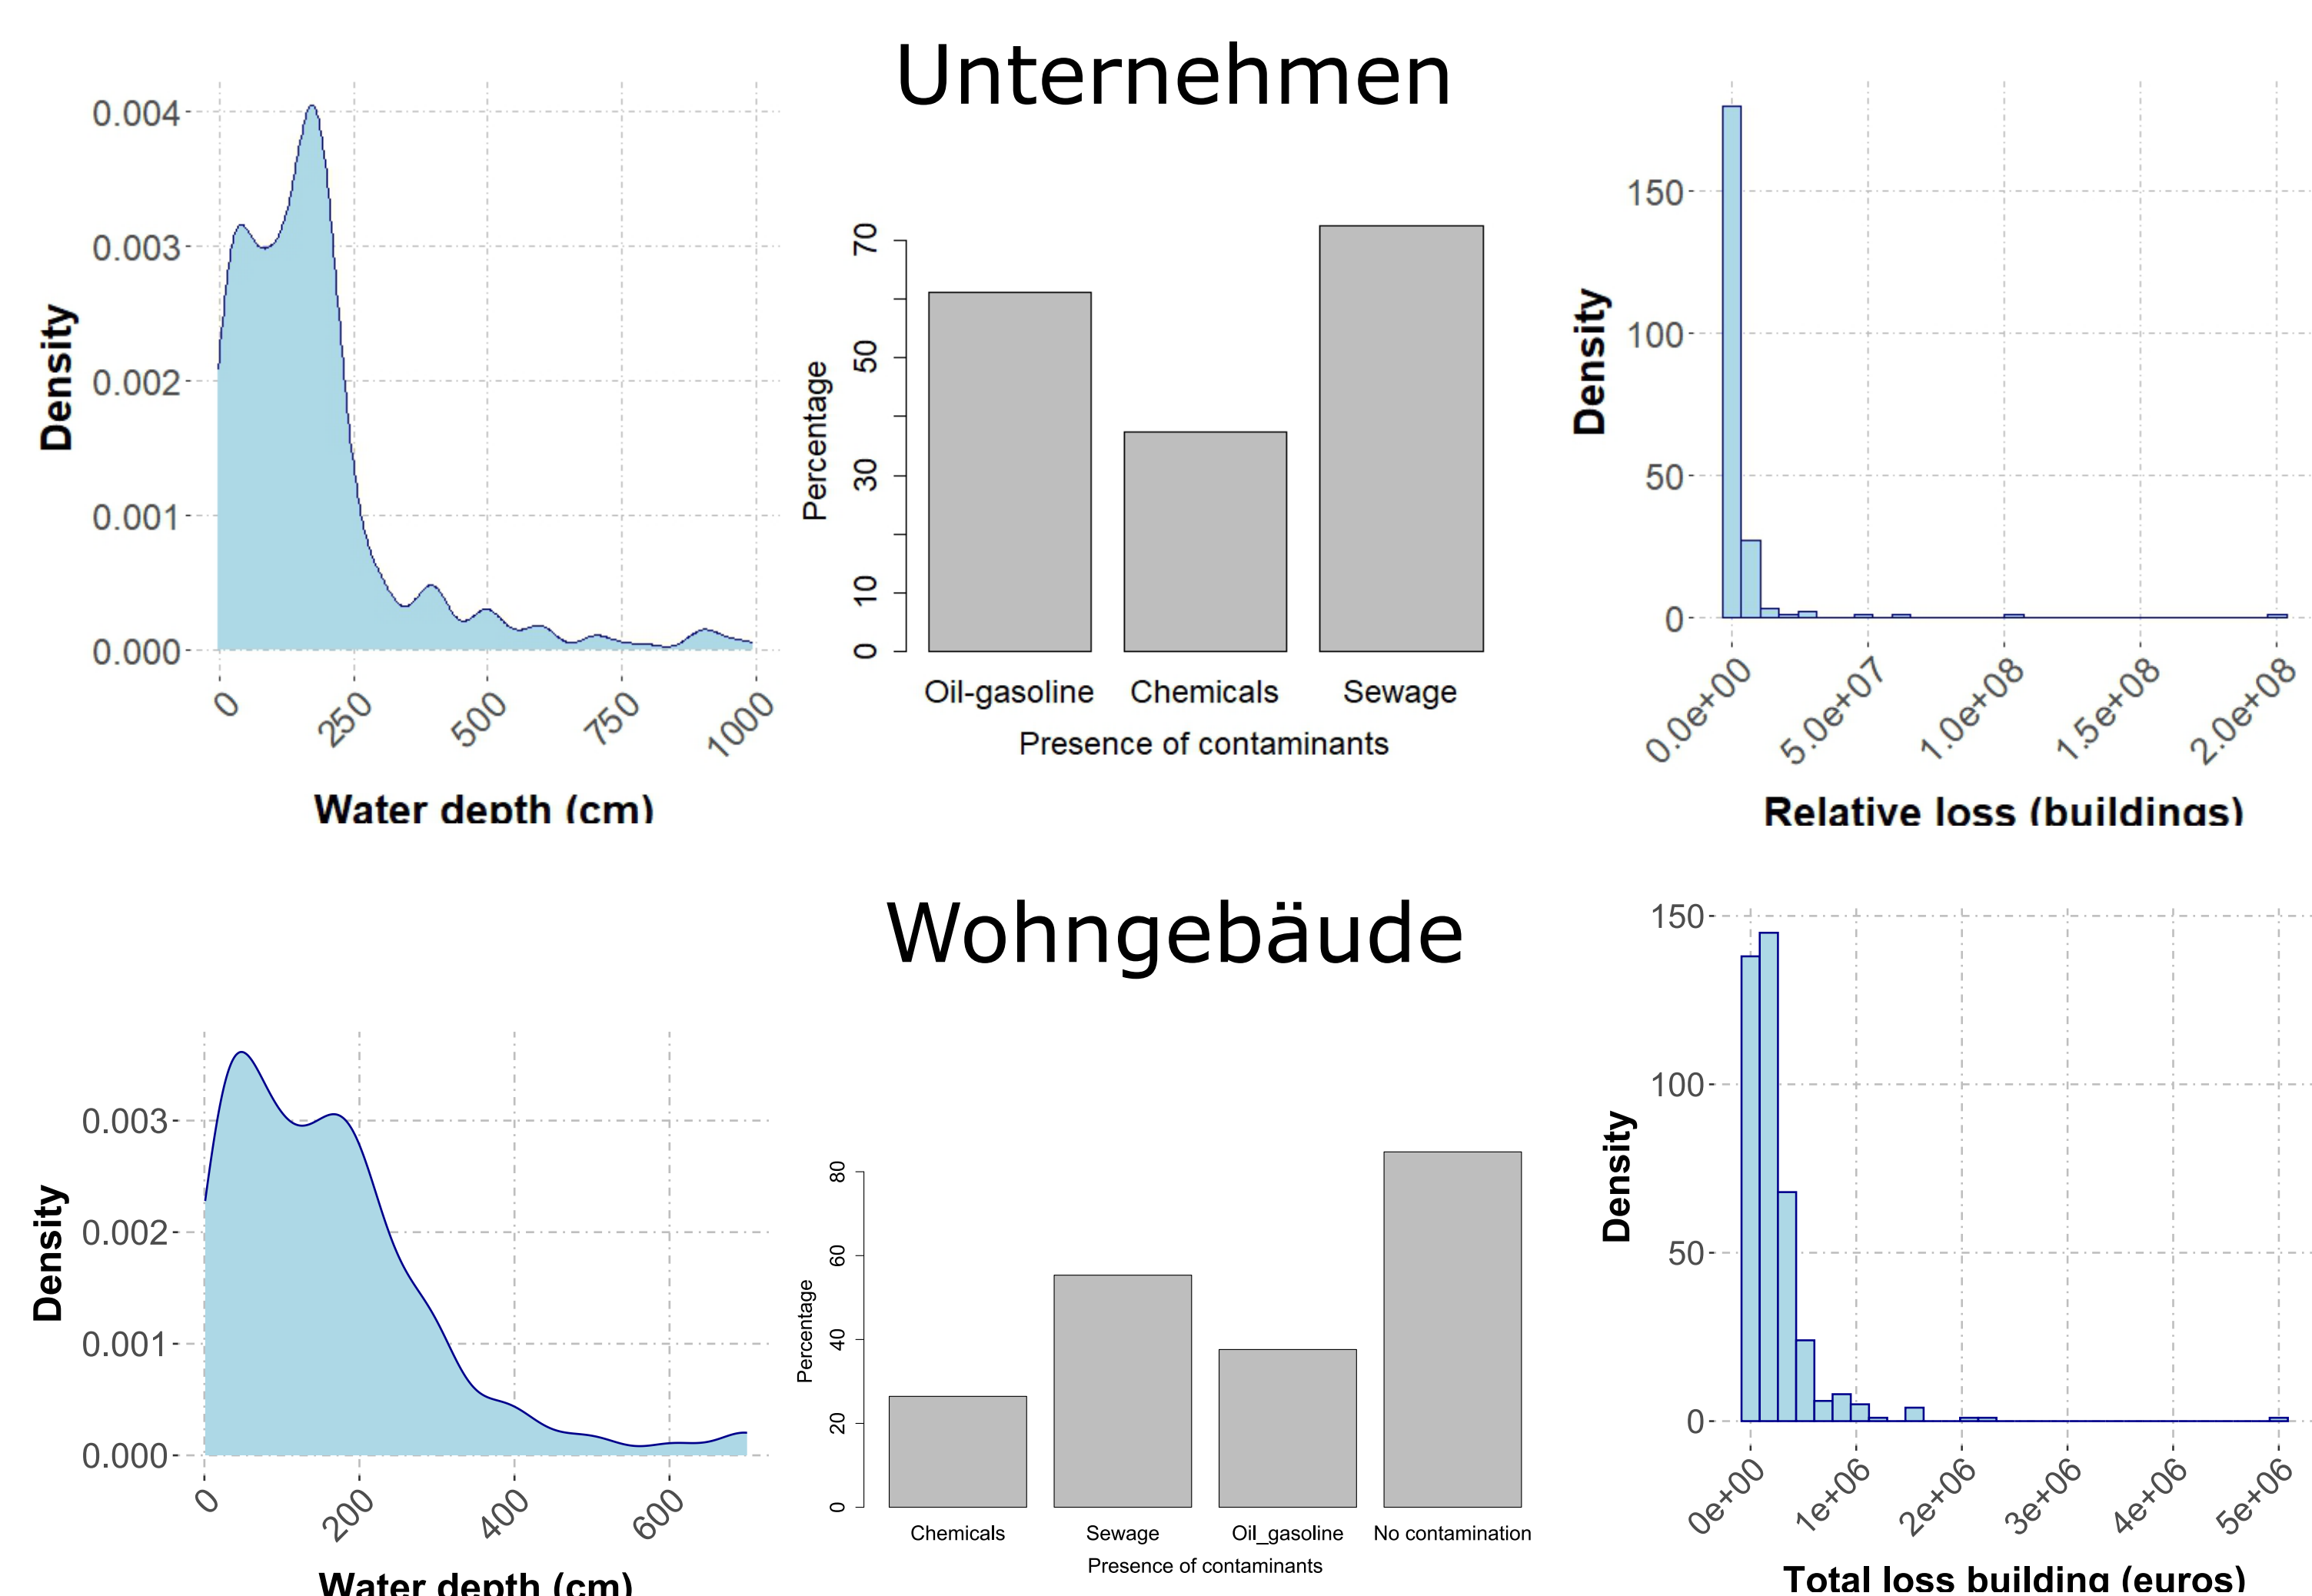 Unternehmen
Density
0.004
0.003
0.002
0.001
0.000
0
250
500
750
1000
Water depth (cm)
Percentage
70
50
30
10
0
Oil-gasoline
Chemicals
Sewage
Presence of contaminants
Density
150
100
50
0
0.0e+00
5.0e+07
1.0e+08
1.5e+08
2.0e+08
Relative loss (buildings)
Wohngebäude
Density
0.003
0.002
0.001
0.000
0
200
400
600
Water depth (cm)
Percentage
80
60
40
20
0
Chemicals
Sewage
Oil_gasoline
No contamination
Presence of contaminants
Density
150
100
50
0
0e+00
1e+06
2e+06
3e+06
4e+06
5e+06
Total loss building (euros)